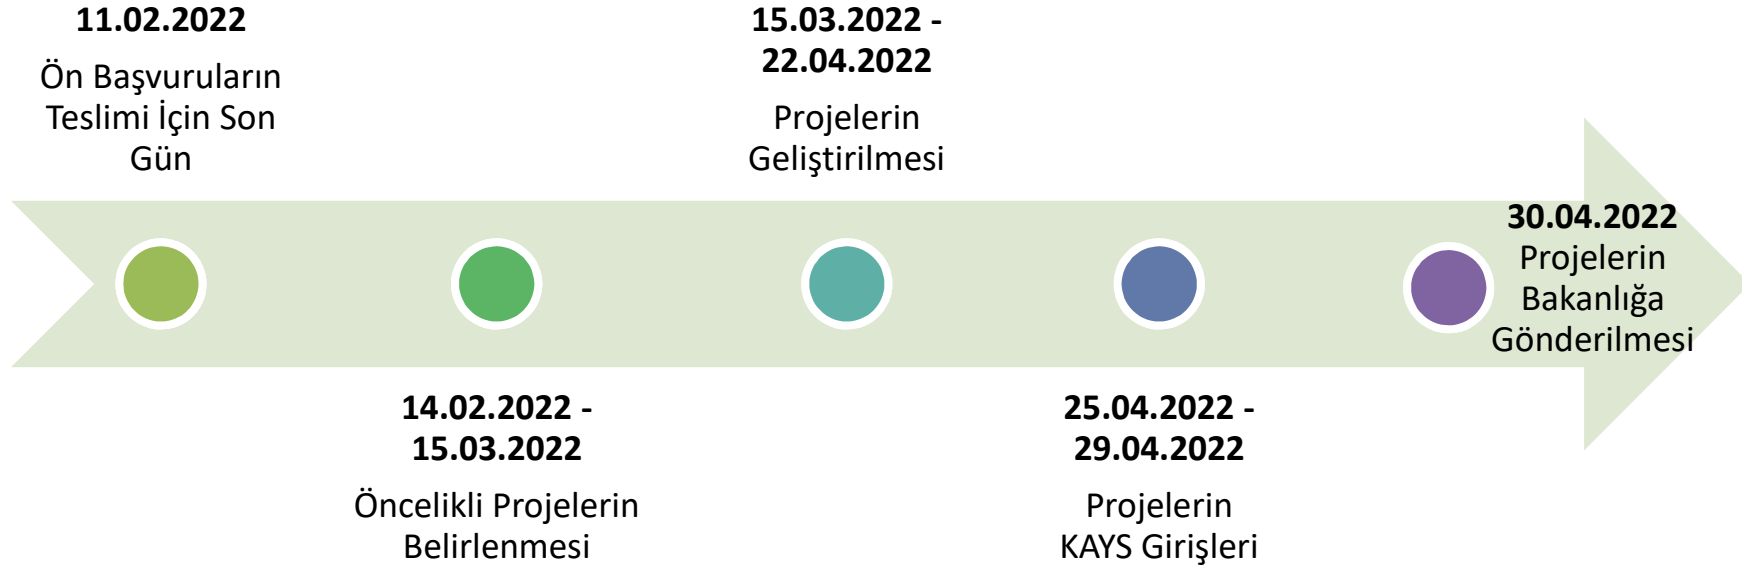 11.02.2022
Ön Başvuruların
Teslimi İçin Son
Gün
14.02.2022 -
15.03.2022
Öncelikli Projelerin
Belirlenmesi
15.03.2022 -
22.04.2022
Projelerin
Geliştirilmesi
25.04.2022 -
29.04.2022
Projelerin
KAYS Girişleri
30.04.2022
Projelerin
Bakanlığa
Gönderilmesi